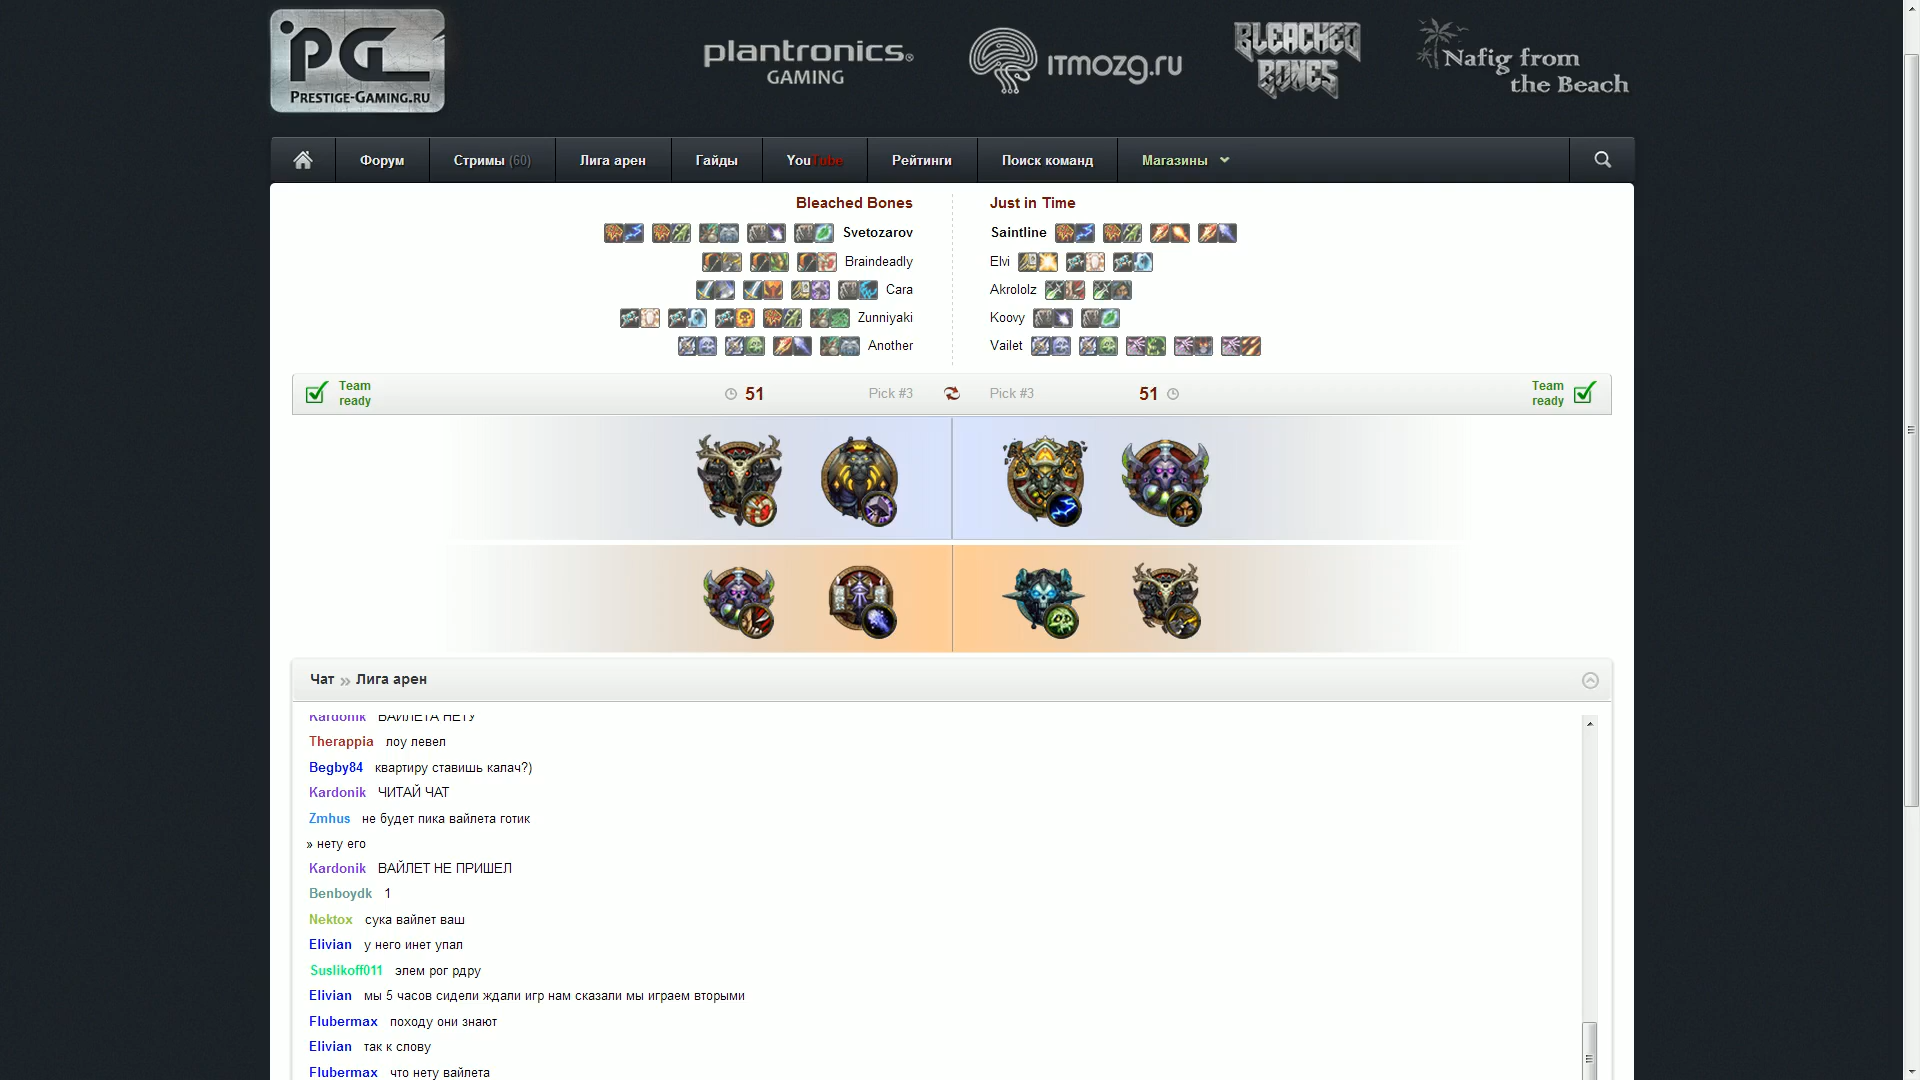 PG
PRESTIGE-GAMING.RU
plantronics®
GAMING
ITMOZG.RU
BLEACHED
BONES
Nafig from
the Beach
Форум
Стримы (60)
Лига арен
Гайды
YouTube
Рейтинги
Поиск команд
Магазины
Bleached Bones
Just in Time
Svetozarov
Saintline
Braindeadly
Elvi
Cara
Akrololz
Zunniyaki
Koovy
Another
Vailet
Team
ready
51
Pick #3
Pick #3
51
Team
ready
Чат » Лига арен
Kardonik ВАЙЛЕТА НЕТУ
Therappia лоу левел
Begby84 квартиру ставишь калач?)
Kardonik ЧИТАЙ ЧАТ
Zmhus не будет пика вайлета готик
» нету его
Kardonik ВАЙЛЕТ НЕ ПРИШЕЛ
Benboydk 1
Nektox сука вайлет ваш
Elivian у него инет упал
Suslikoff011 элем рог рдру
Elivian мы 5 часов сидели ждали игр нам сказали мы играем вторыми
Flubermax походу они знают
Elivian так к слову
Flubermax что нету вайлета